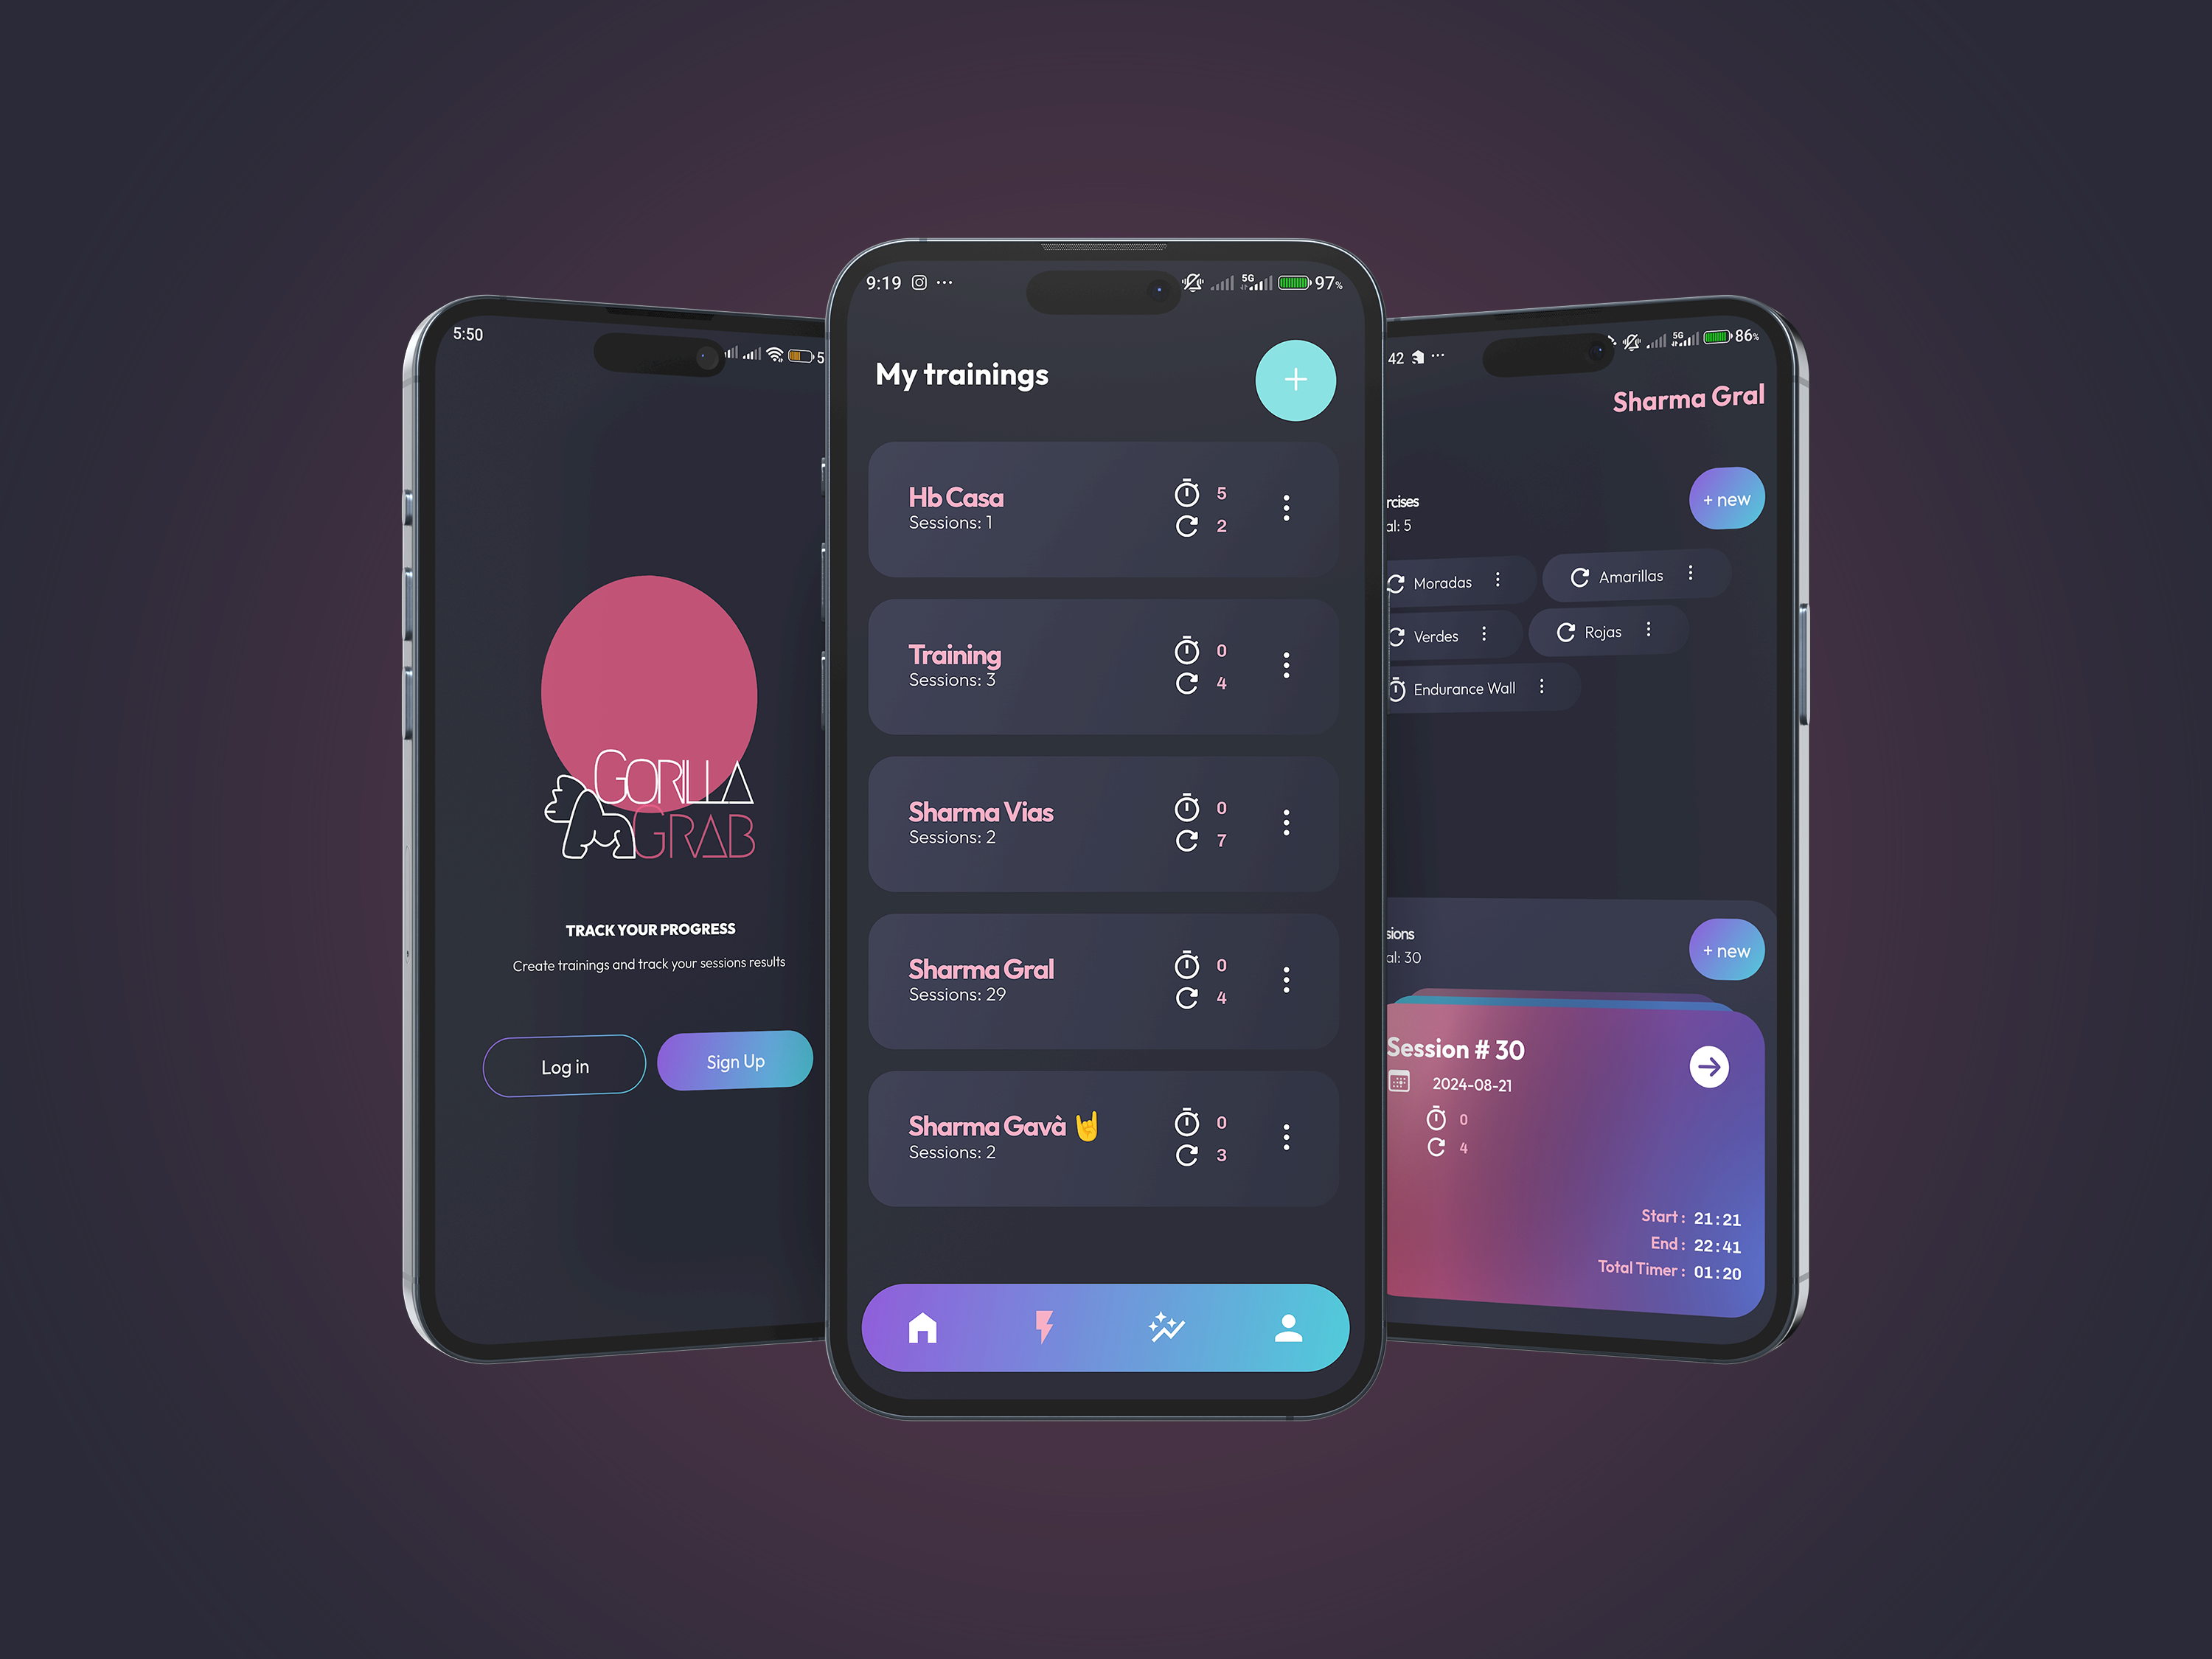 5:50
5
GORILLA
GRAB
TRACK YOUR PROGRESS
Create trainings and track your sessions results
Log in
Sign Up
9:19
5G
97%
My trainings
+
Hb Casa
Sessions: 1
5
2
Training
Sessions: 3
0
4
Sharma Vias
Sessions: 2
0
7
Sharma Gral
Sessions: 29
0
4
Sharma Gavà 🤘
Sessions: 2
0
3
42
5G
86%
Sharma Gral
rcises
al: 5
+ new
Moradas
Amarillas
Verdes
Rojas
Endurance Wall
sions
al: 30
+ new
Session # 30
2024-08-21
0
4
Start : 21:21
End : 22:41
Total Timer : 01:20